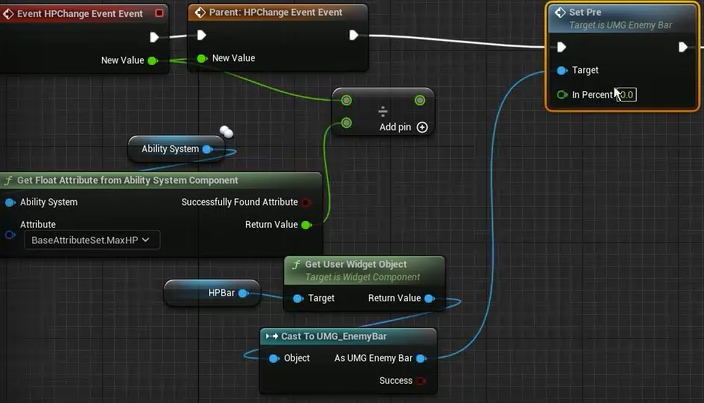 Event HPChange Event Event
New Value
Parent: HPChange Event Event
New Value
Set Pre
Target is UMG Enemy Bar
Target
In Percent 0.0
÷
Add pin
Ability System
f Get Float Attribute from Ability System Component
Ability System
Successfully Found Attribute
Attribute
Return Value
BaseAttributeSet.MaxHP
f Get User Widget Object
Target is Widget Component
HPBar
Target
Return Value
Cast To UMG_EnemyBar
Object
As UMG Enemy Bar
Success